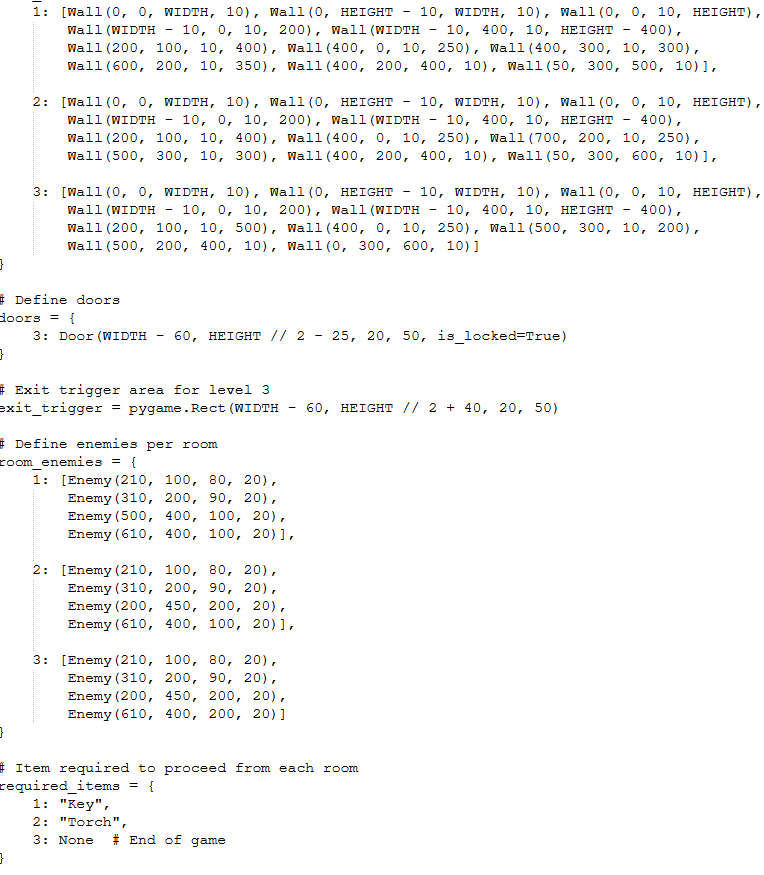 1: [Wall(0, 0, WIDTH, 10), Wall(0, HEIGHT - 10, WIDTH, 10), Wall(0, 0, 10, HEIGHT),
Wall(WIDTH - 10, 0, 10, 200), Wall(WIDTH - 10, 400, 10, HEIGHT - 400),
Wall(200, 100, 10, 400), Wall(400, 0, 10, 250), Wall(400, 300, 10, 300),
Wall(600, 200, 10, 350), Wall(400, 200, 400, 10), Wall(50, 300, 500, 10)],
2: [Wall(0, 0, WIDTH, 10), Wall(0, HEIGHT - 10, WIDTH, 10), Wall(0, 0, 10, HEIGHT),
Wall(WIDTH - 10, 0, 10, 200), Wall(WIDTH - 10, 400, 10, HEIGHT - 400),
Wall(200, 100, 10, 400), Wall(400, 0, 10, 250), Wall(700, 200, 10, 250),
Wall(500, 300, 10, 300), Wall(400, 200, 400, 10), Wall(50, 300, 600, 10)],
3: [Wall(0, 0, WIDTH, 10), Wall(0, HEIGHT - 10, WIDTH, 10), Wall(0, 0, 10, HEIGHT),
Wall(WIDTH - 10, 0, 10, 200), Wall(WIDTH - 10, 400, 10, HEIGHT - 400),
Wall(200, 100, 10, 500), Wall(400, 0, 10, 250), Wall(500, 300, 10, 200),
Wall(500, 200, 400, 10), Wall(0, 300, 600, 10)]
}
# Define doors
doors = {
3: Door(WIDTH - 60, HEIGHT // 2 - 25, 20, 50, is_locked=True)
}
# Exit trigger area for level 3
exit_trigger = pygame.Rect(WIDTH - 60, HEIGHT // 2 + 40, 20, 50)
# Define enemies per room
room_enemies = {
1: [Enemy(210, 100, 80, 20),
Enemy(310, 200, 90, 20),
Enemy(500, 400, 100, 20),
Enemy(610, 400, 100, 20)],
2: [Enemy(210, 100, 80, 20),
Enemy(310, 200, 90, 20),
Enemy(200, 450, 200, 20),
Enemy(610, 400, 100, 20)],
3: [Enemy(210, 100, 80, 20),
Enemy(310, 200, 90, 20),
Enemy(200, 450, 200, 20),
Enemy(610, 400, 200, 20)]
}
# Item required to proceed from each room
required_items = {
1: "Key",
2: "Torch",
3: None  # End of game
}